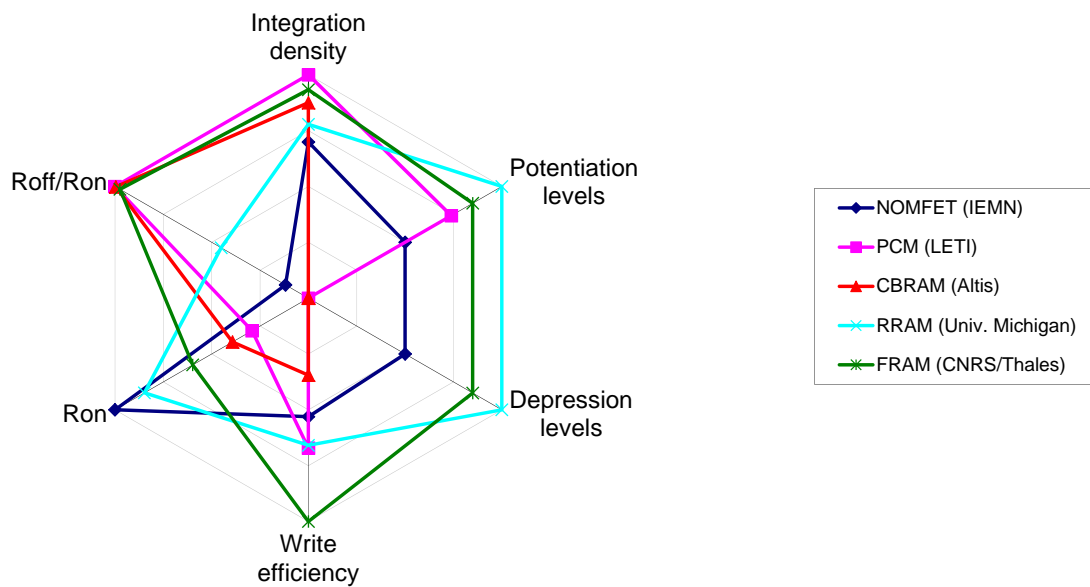 Integration
density
Potentiation
levels
Roff/Ron
Ron
Depression
levels
Write
efficiency
NOMFET (IEMN)
PCM (LETI)
CBRAM (Altis)
RRAM (Univ. Michigan)
FRAM (CNRS/Thales)